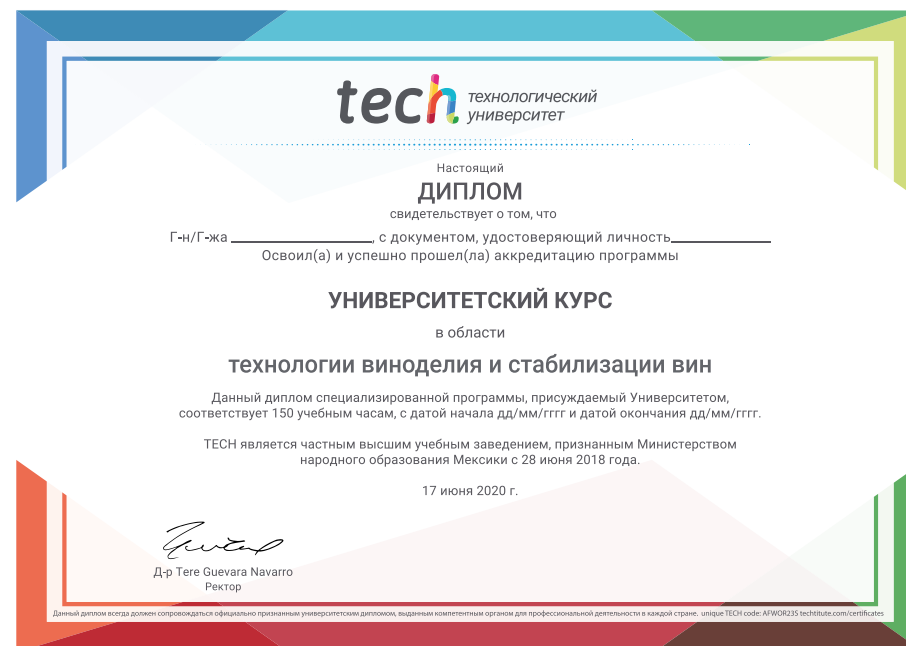 tech технологический
университет
Настоящий
ДИПЛОМ
свидетельствует о том, что
Г-н/Г-жа ____________________, с документом, удостоверяющий личность______________
Освоил(а) и успешно прошел(ла) аккредитацию программы
УНИВЕРСИТЕТСКИЙ КУРС
в области
технологии виноделия и стабилизации вин
Данный диплом специализированной программы, присуждаемый Университетом,
соответствует 150 учебным часам, с датой начала дд/мм/гггг и датой окончания дд/мм/гггг.
TECH является частным высшим учебным заведением, признанным Министерством
народного образования Мексики с 28 июня 2018 года.
17 июня 2020 г.
Д-р Tere Guevara Navarro
Ректор
Данный диплом всегда должен сопровождаться официально признанным университетским дипломом, выданным компетентным органом для профессиональной деятельности в каждой стране. unique TECH code: AFWOR23S techtitute.com/certificates